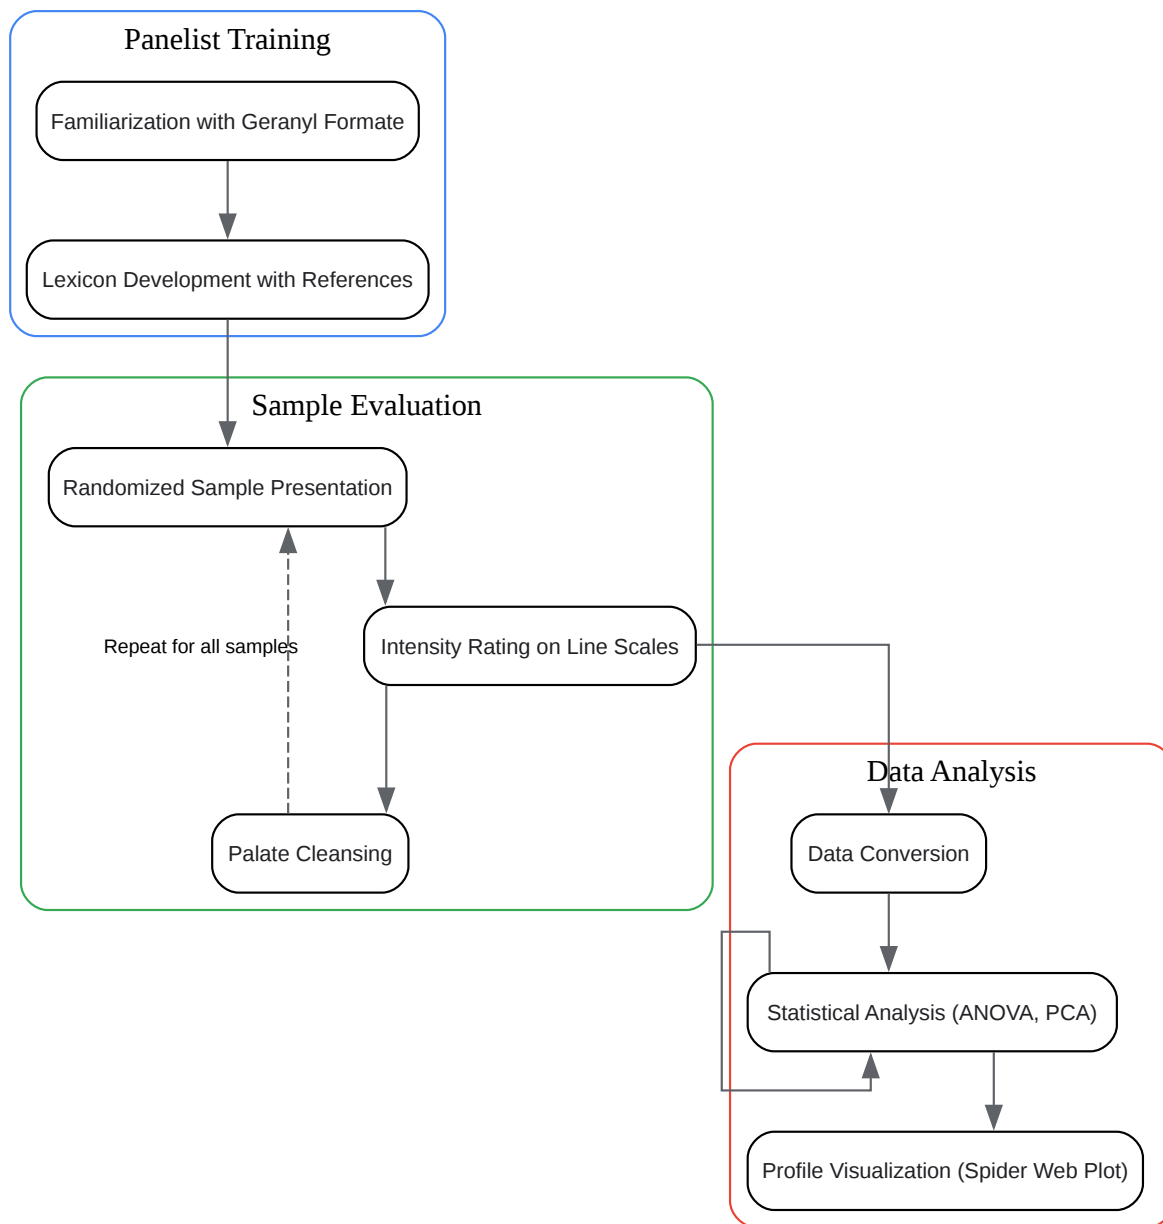 Panelist Training
Familiarization with Geranyl Formate
Lexicon Development with References
Sample Evaluation
Randomized Sample Presentation
Repeat for all samples
Intensity Rating on Line Scales
Palate Cleansing
Data Analysis
Data Conversion
Statistical Analysis (ANOVA, PCA)
Profile Visualization (Spider Web Plot)